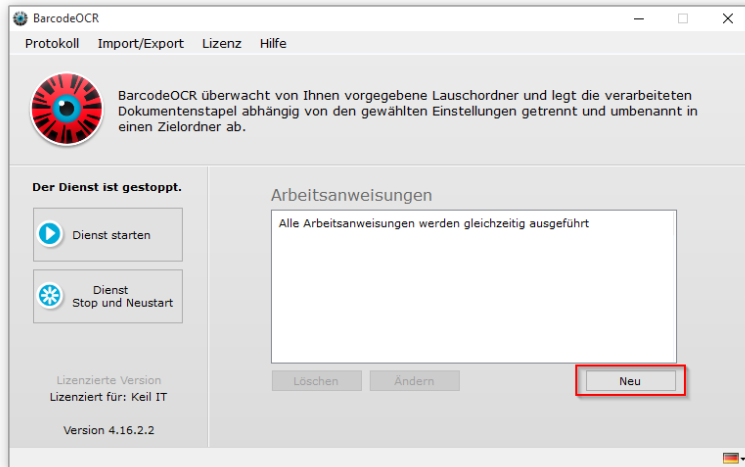 BarcodeOCR
Protokoll Import/Export Lizenz Hilfe
BarcodeOCR überwacht von Ihnen vorgegebene Lauschordner und legt die verarbeiteten
Dokumentenstapel abhängig von den gewählten Einstellungen getrennt und umbenannt in
einen Zielordner ab.
Der Dienst ist gestoppt.
Dienst starten
Dienst
Stop und Neustart
Lizenzierte Version
Lizenziert für: Keil IT
Version 4.16.2.2
Arbeitsanweisungen
Alle Arbeitsanweisungen werden gleichzeitig ausgeführt
Löschen Ändern Neu